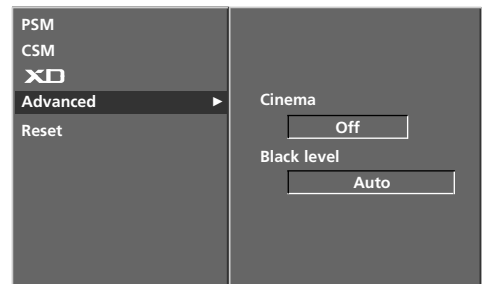 PSM
CSM
XD
Advanced ►
Reset
Cinema
Off
Black level
Auto